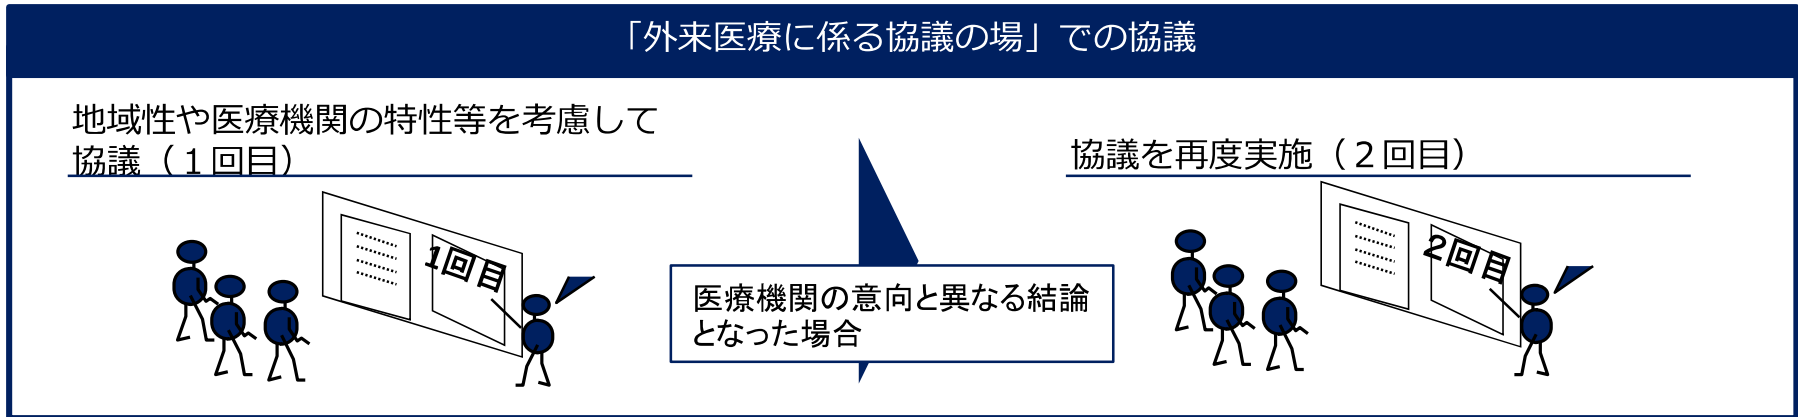 「外来医療に係る協議の場」での協議
地域性や医療機関の特性等を考慮して
協議（１回目）
1回目
医療機関の意向と異なる結論
となった場合
協議を再度実施（２回目）
2回目